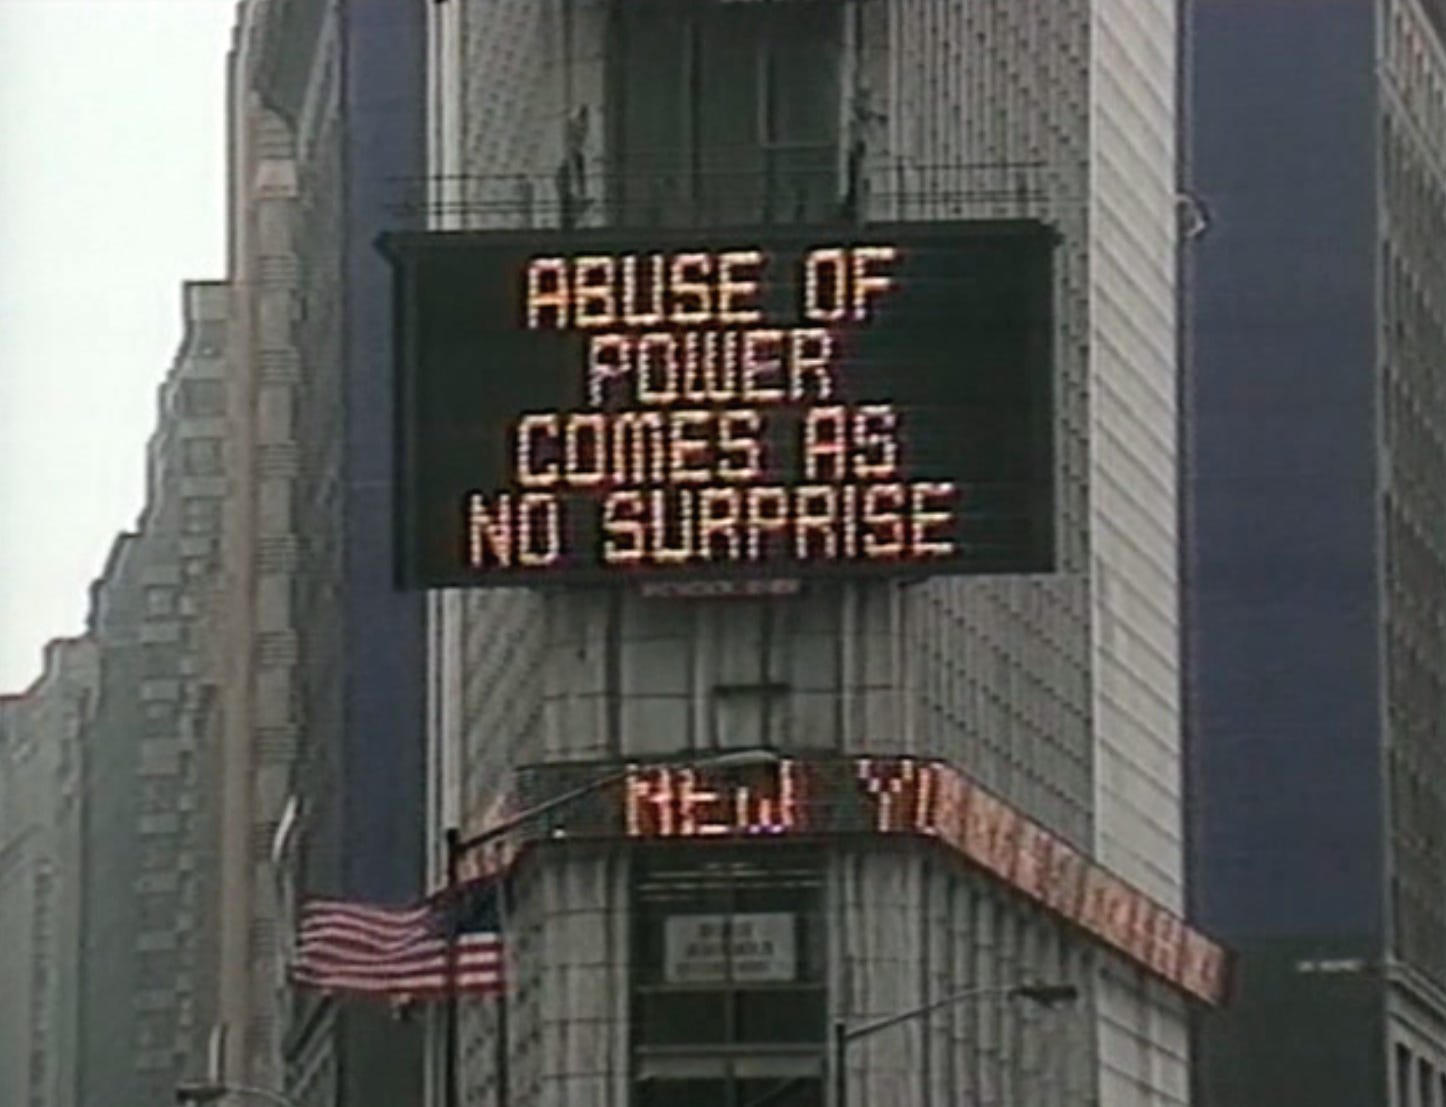 ABUSE OF
POWER
COMES AS
NO SURPRISE
NEW